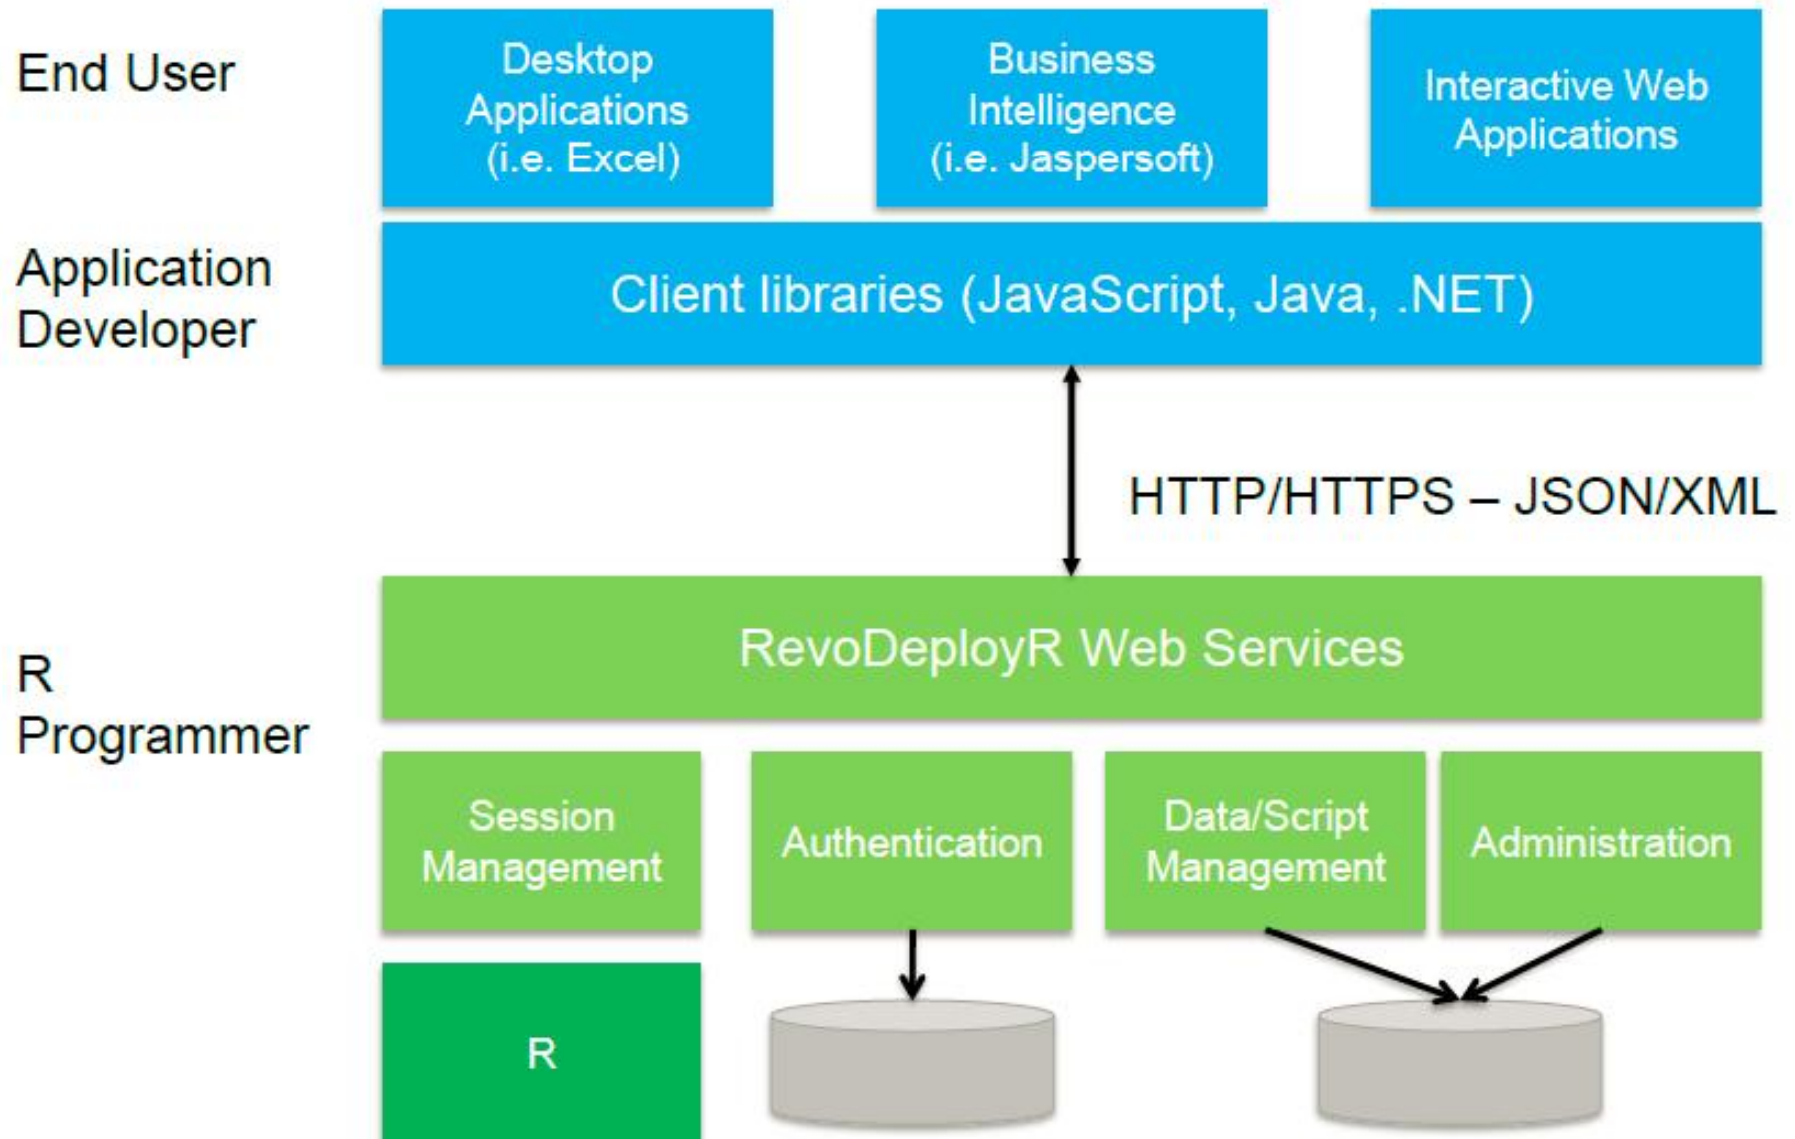 End User
Desktop
Applications
(i.e. Excel)
Business
Intelligence
(i.e. Jaspersoft)
Interactive Web
Applications
Application
Developer
Client libraries (JavaScript, Java, .NET)
HTTP/HTTPS – JSON/XML
R
Programmer
RevoDeployR Web Services
Session
Management
Authentication
Data/Script
Management
Administration
R